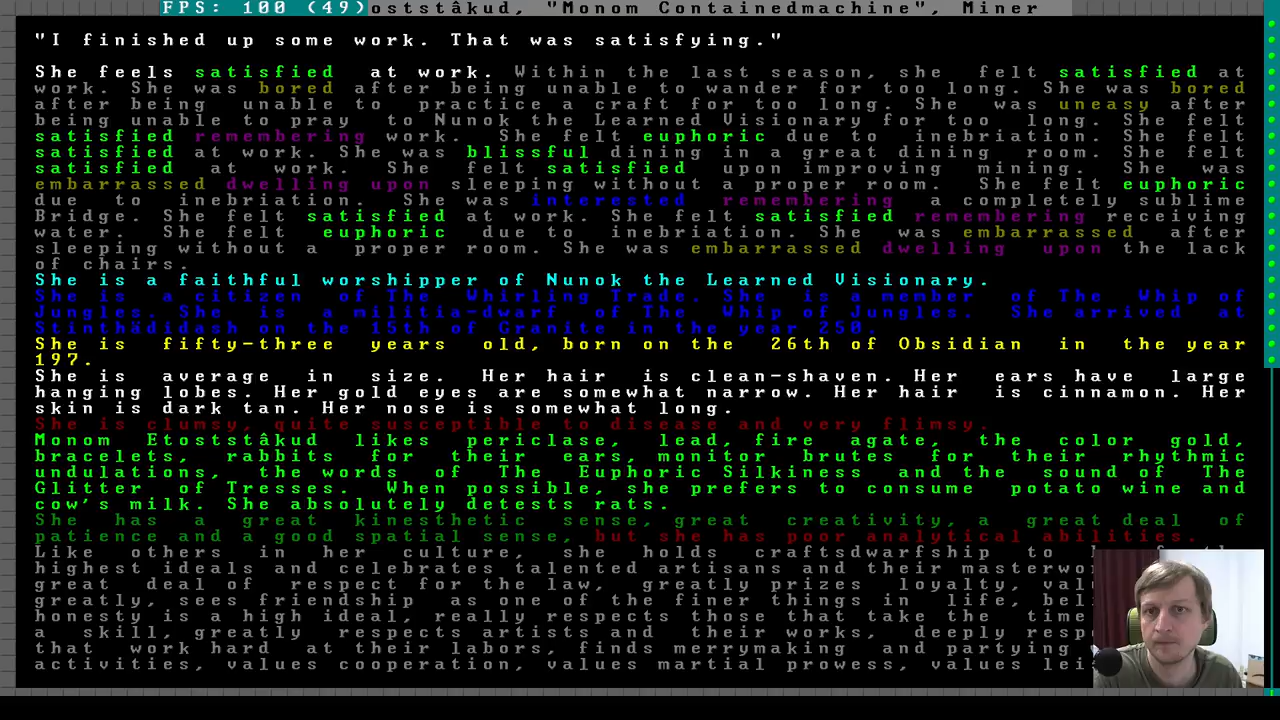 FPS: 100 (49) oststâkud, "Monom Containedmachine", Miner
"I finished up some work. That was satisfying."
She feels satisfied at work. Within the last season, she felt satisfied at
work. She was bored after being unable to wander for too long. She was bored
after being unable to practice a craft for too long. She was uneasy after
being unable to pray to Nunok the Learned Visionary for too long. She felt
satisfied remembering work. She felt euphoric due to inebriation. She felt
satisfied at work. She was blissful dining in a great dining room. She felt
satisfied at work. She felt satisfied upon improving mining. She was
embarrassed dwelling upon sleeping without a proper room. She felt euphoric
due to inebriation. She was interested remembering a completely sublime
Bridge. She felt satisfied at work. She felt satisfied remembering receiving
water. She felt euphoric due to inebriation. She was embarrassed after
sleeping without a proper room. She was embarrassed dwelling upon the lack
of chairs.
She is a faithful worshipper of Nunok the Learned Visionary.
She is a citizen of The Whirling Trade. She is a member of The Whip of
Jungles. She is a militia-dwarf of The Whip of Jungles. She arrived at
Stinthädidash on the 15th of Granite in the year 250.
She is fifty-three years old, born on the 26th of Obsidian in the year
197.
She is average in size. Her hair is clean-shaven. Her ears have large
hanging lobes. Her gold eyes are somewhat narrow. Her hair is cinnamon. Her
skin is dark tan. Her nose is somewhat long.
She is clumsy, quite susceptible to disease and very flimsy.
Monom Etoststâkud likes periclase, lead, fire agate, the color gold,
bracelets, rabbits for their ears, monitor brutes for their rhythmic
undulations, the words of The Euphoric Silkiness and the sound of The
Glitter of Tresses. When possible, she prefers to consume potato wine and
cow's milk. She absolutely detests rats.
She has a great kinesthetic sense, great creativity, a great deal of
patience and a good spatial sense, but she has poor analytical abilities.
Like others in her culture, she holds craftsdwarfship to
highest ideals and celebrates talented artisans and their
great deal of respect for the law, greatly prizes loyalty,
greatly, sees friendship as one of the finer things in life,
honesty is a high ideal, really respects those that take the time
a skill, greatly respects artists and their works, deeply
that work hard at their labors, finds merrymaking and partying
activities, values cooperation, values martial prowess, values